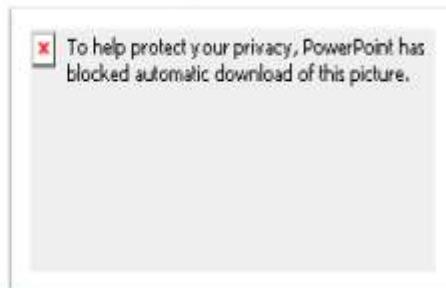 To help protect your privacy, PowerPoint has
blocked automatic download of this picture.